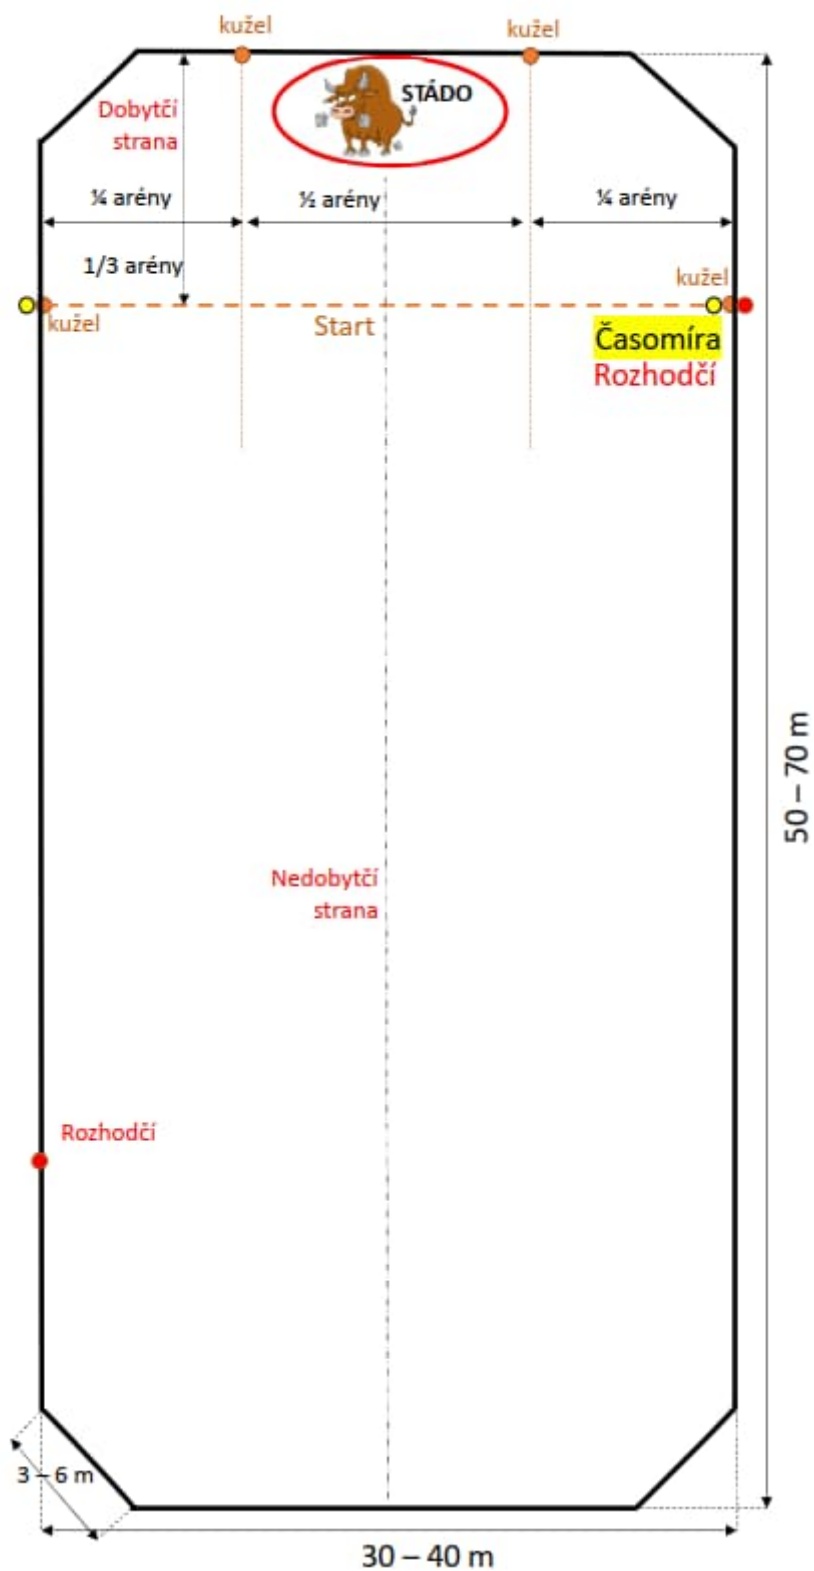 kužel
kužel
STÁDO
Dobytčí
strana
¼ arény
½ arény
¼ arény
1/3 arény
kužel
kužel
Start
Časomíra
Rozhodčí
50 – 70 m
Nedobytčí
strana
Rozhodčí
3 – 6 m
30 – 40 m